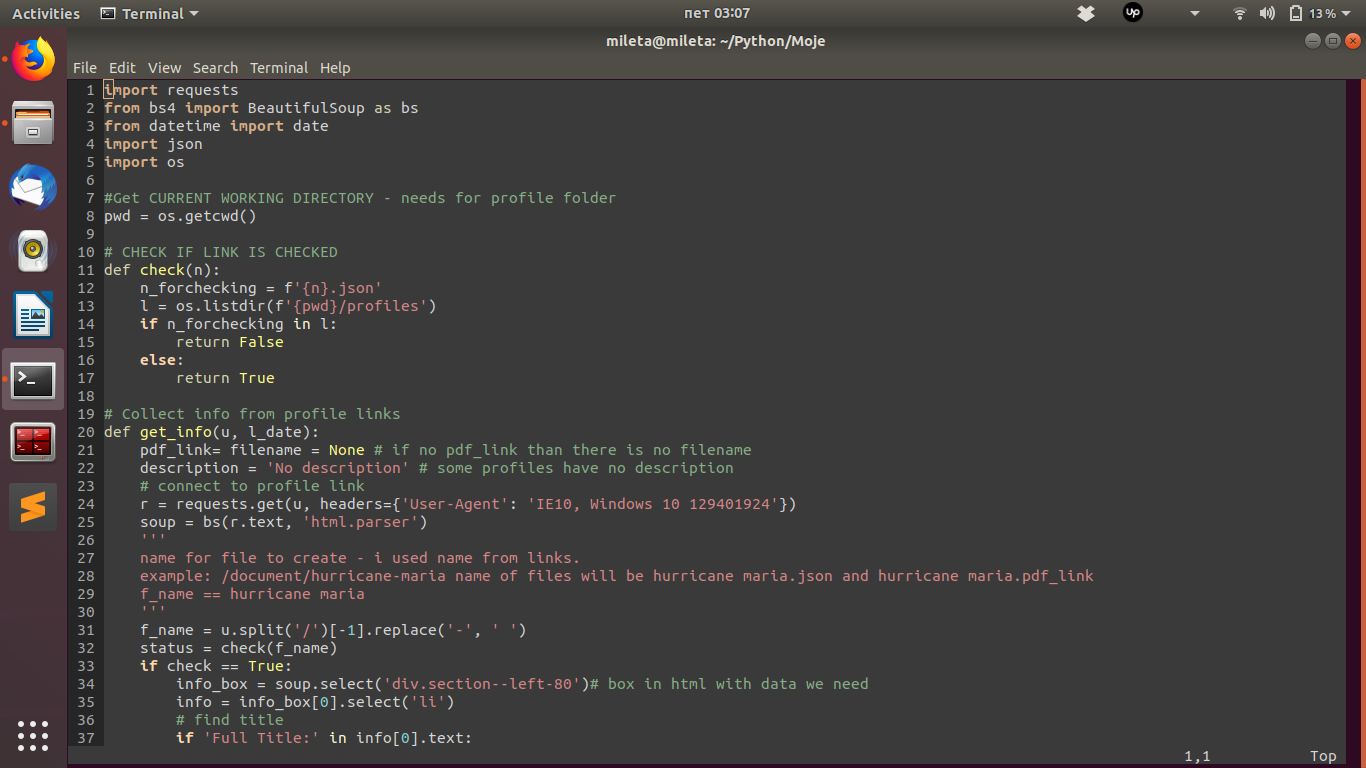 Activities Terminal пет 03:07 up 13%
mileta@mileta: ~/Python/Moje
File Edit View Search Terminal Help
1 import requests
2 from bs4 import BeautifulSoup as bs
3 from datetime import date
4 import json
5 import os
6
7 #Get CURRENT WORKING DIRECTORY - needs for profile folder
8 pwd = os.getcwd()
9
10 # CHECK IF LINK IS CHECKED
11 def check(n):
12     n_forchecking = f'{n}.json'
13     l = os.listdir(f'{pwd}/profiles')
14     if n_forchecking in l:
15         return False
16     else:
17         return True
18
19 # Collect info from profile links
20 def get_info(u, l_date):
21     pdf_link= filename = None # if no pdf_link than there is no filename
22     description = 'No description' # some profiles have no description
23     # connect to profile link
24     r = requests.get(u, headers={'User-Agent': 'IE10, Windows 10 129401924'})
25     soup = bs(r.text, 'html.parser')
26     '''
27     name for file to create - i used name from links.
28     example: /document/hurricane-maria name of files will be hurricane maria.json and hurricane maria.pdf_link
29     f_name == hurricane maria
30     '''
31     f_name = u.split('/')[-1].replace('-', ' ')
32     status = check(f_name)
33     if check == True:
34         info_box = soup.select('div.section--left-80')# box in html with data we need
35         info = info_box[0].select('li')
36         # find title
37         if 'Full Title:' in info[0].text:
1,1 Top